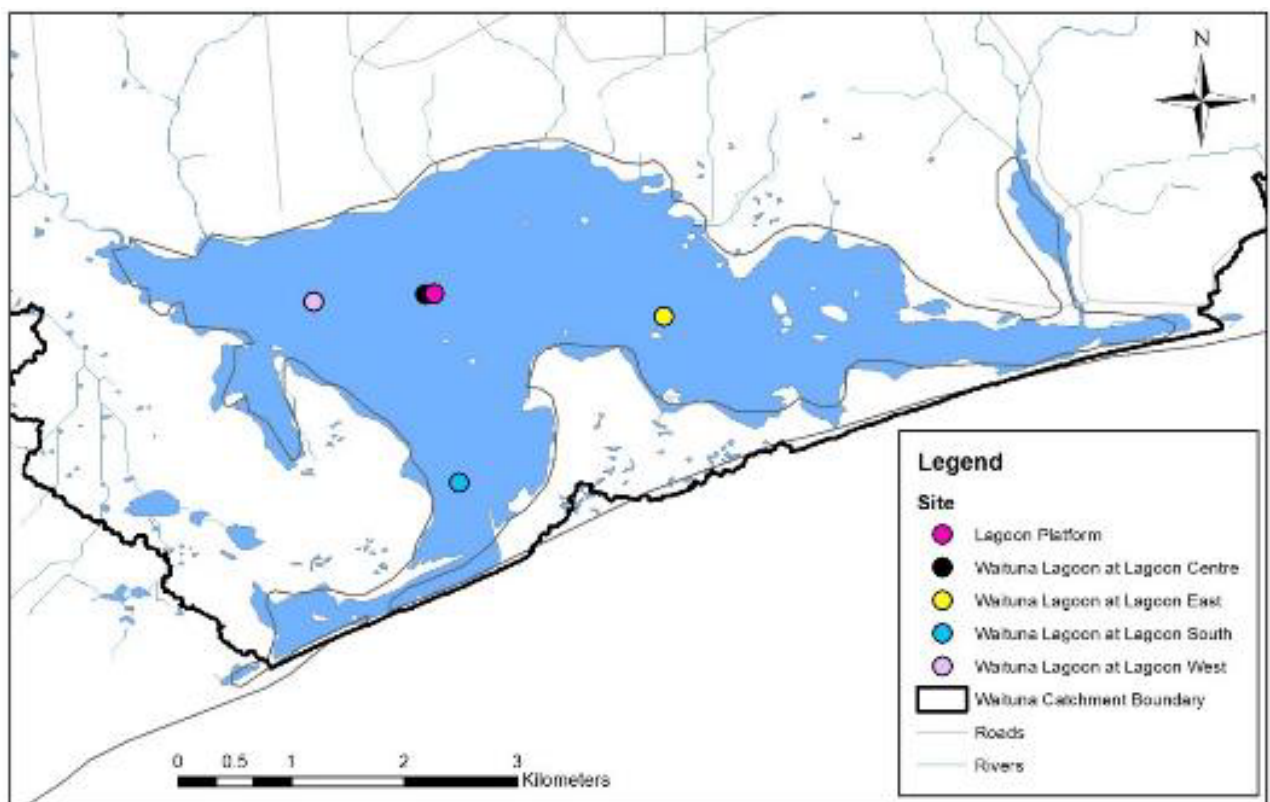 N
Legend
Site
Lagoon Platform
Waituna Lagoon at Lagoon Centre
Waituna Lagoon at Lagoon East
Waituna Lagoon at Lagoon South
Waituna Lagoon at Lagoon West
Waituna Catchment Boundary
Roads
Rivers
0 0.5 1 2 3
Kilometers